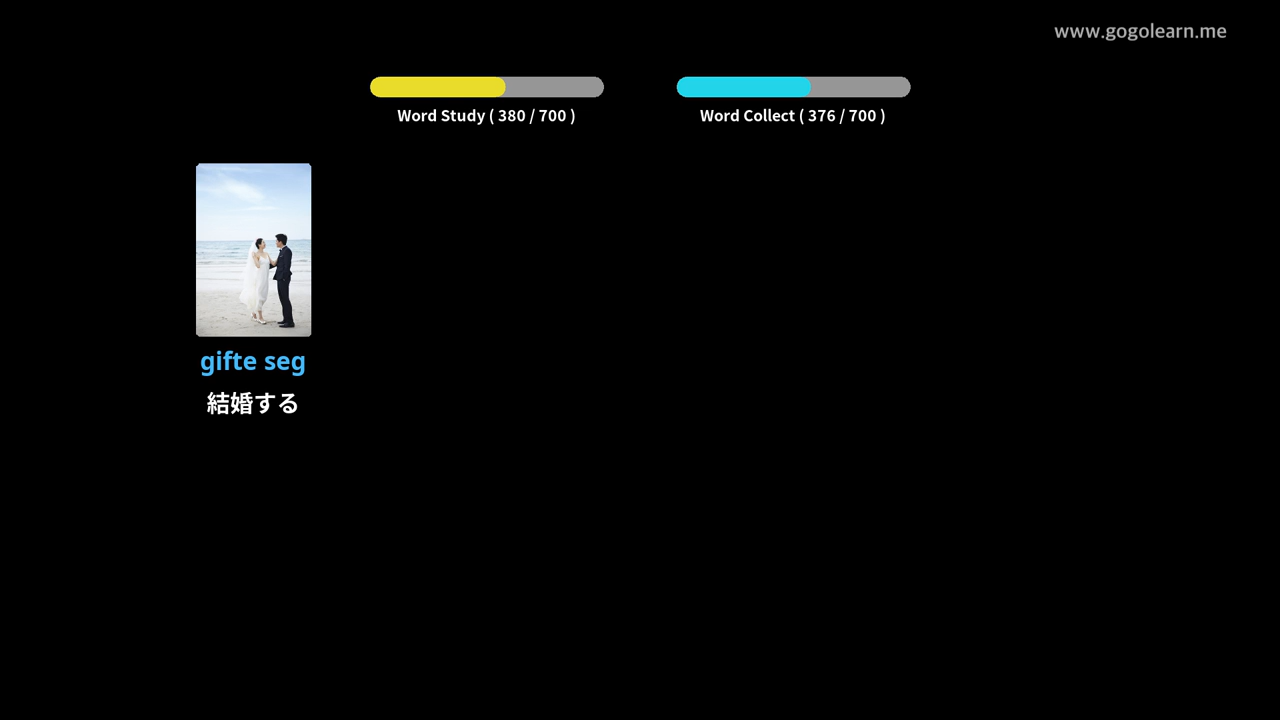 www.gogolearn.me
Word Study ( 380 / 700 )
Word Collect ( 376 / 700 )
gifte seg
結婚する